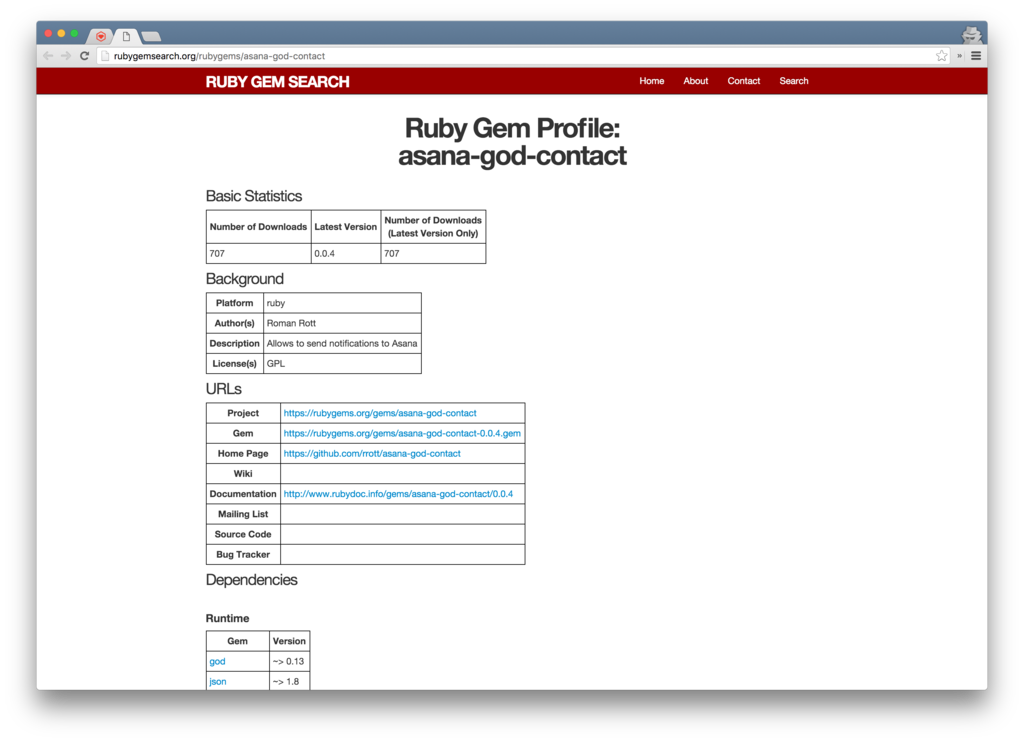 rubygemsearch.org/rubygems/asana-god-contact
RUBY GEM SEARCH Home About Contact Search
Ruby Gem Profile:
asana-god-contact
Basic Statistics
Number of Downloads Latest Version Number of Downloads (Latest Version Only)
707 0.0.4 707
Background
Platform ruby
Author(s) Roman Rott
Description Allows to send notifications to Asana
License(s) GPL
URLs
Project https://rubygems.org/gems/asana-god-contact
Gem https://rubygems.org/gems/asana-god-contact-0.0.4.gem
Home Page https://github.com/rrott/asana-god-contact
Wiki
Documentation http://www.rubydoc.info/gems/asana-god-contact/0.0.4
Mailing List
Source Code
Bug Tracker
Dependencies
Runtime
Gem Version
god ~> 0.13
json ~> 1.8